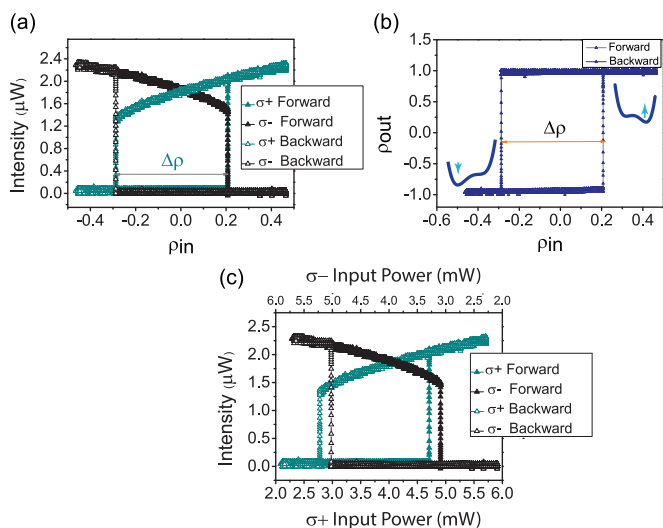 (a)
Intensity (μW)
2.4
2.0
1.6
1.2
0.8
0.4
0.0
Δρ
σ+ Forward
σ- Forward
σ+ Backward
σ- Backward
-0.4 -0.2 0.0 0.2 0.4
ρin
(b)
ρout
1.0
0.5
0.0
-0.5
-1.0
Forward
Backward
Δρ
-0.6 -0.4 -0.2 0.0 0.2 0.4
ρin
(c)
σ− Input Power (mW)
6.0 5.5 5.0 4.5 4.0 3.5 3.0 2.5 2.0
Intensity (μW)
2.5
2.0
1.5
1.0
0.5
0.0
σ+ Forward
σ- Forward
σ+ Backward
σ- Backward
2.0 2.5 3.0 3.5 4.0 4.5 5.0 5.5 6.0
σ+ Input Power (mW)